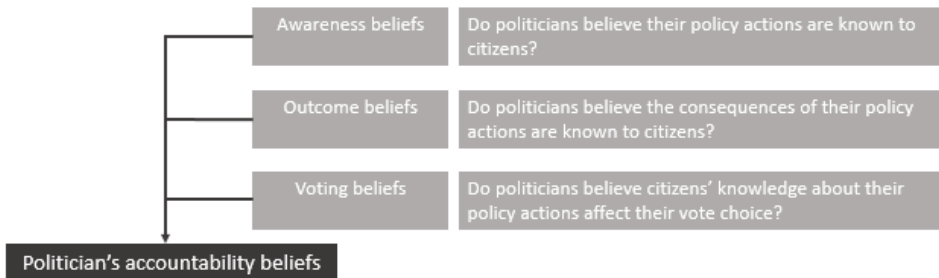 Awareness beliefs
Do politicians believe their policy actions are known to
citizens?
Outcome beliefs
Do politicians believe the consequences of their policy
actions are known to citizens?
Voting beliefs
Do politicians believe citizens' knowledge about their
policy actions affect their vote choice?
Politician's accountability beliefs